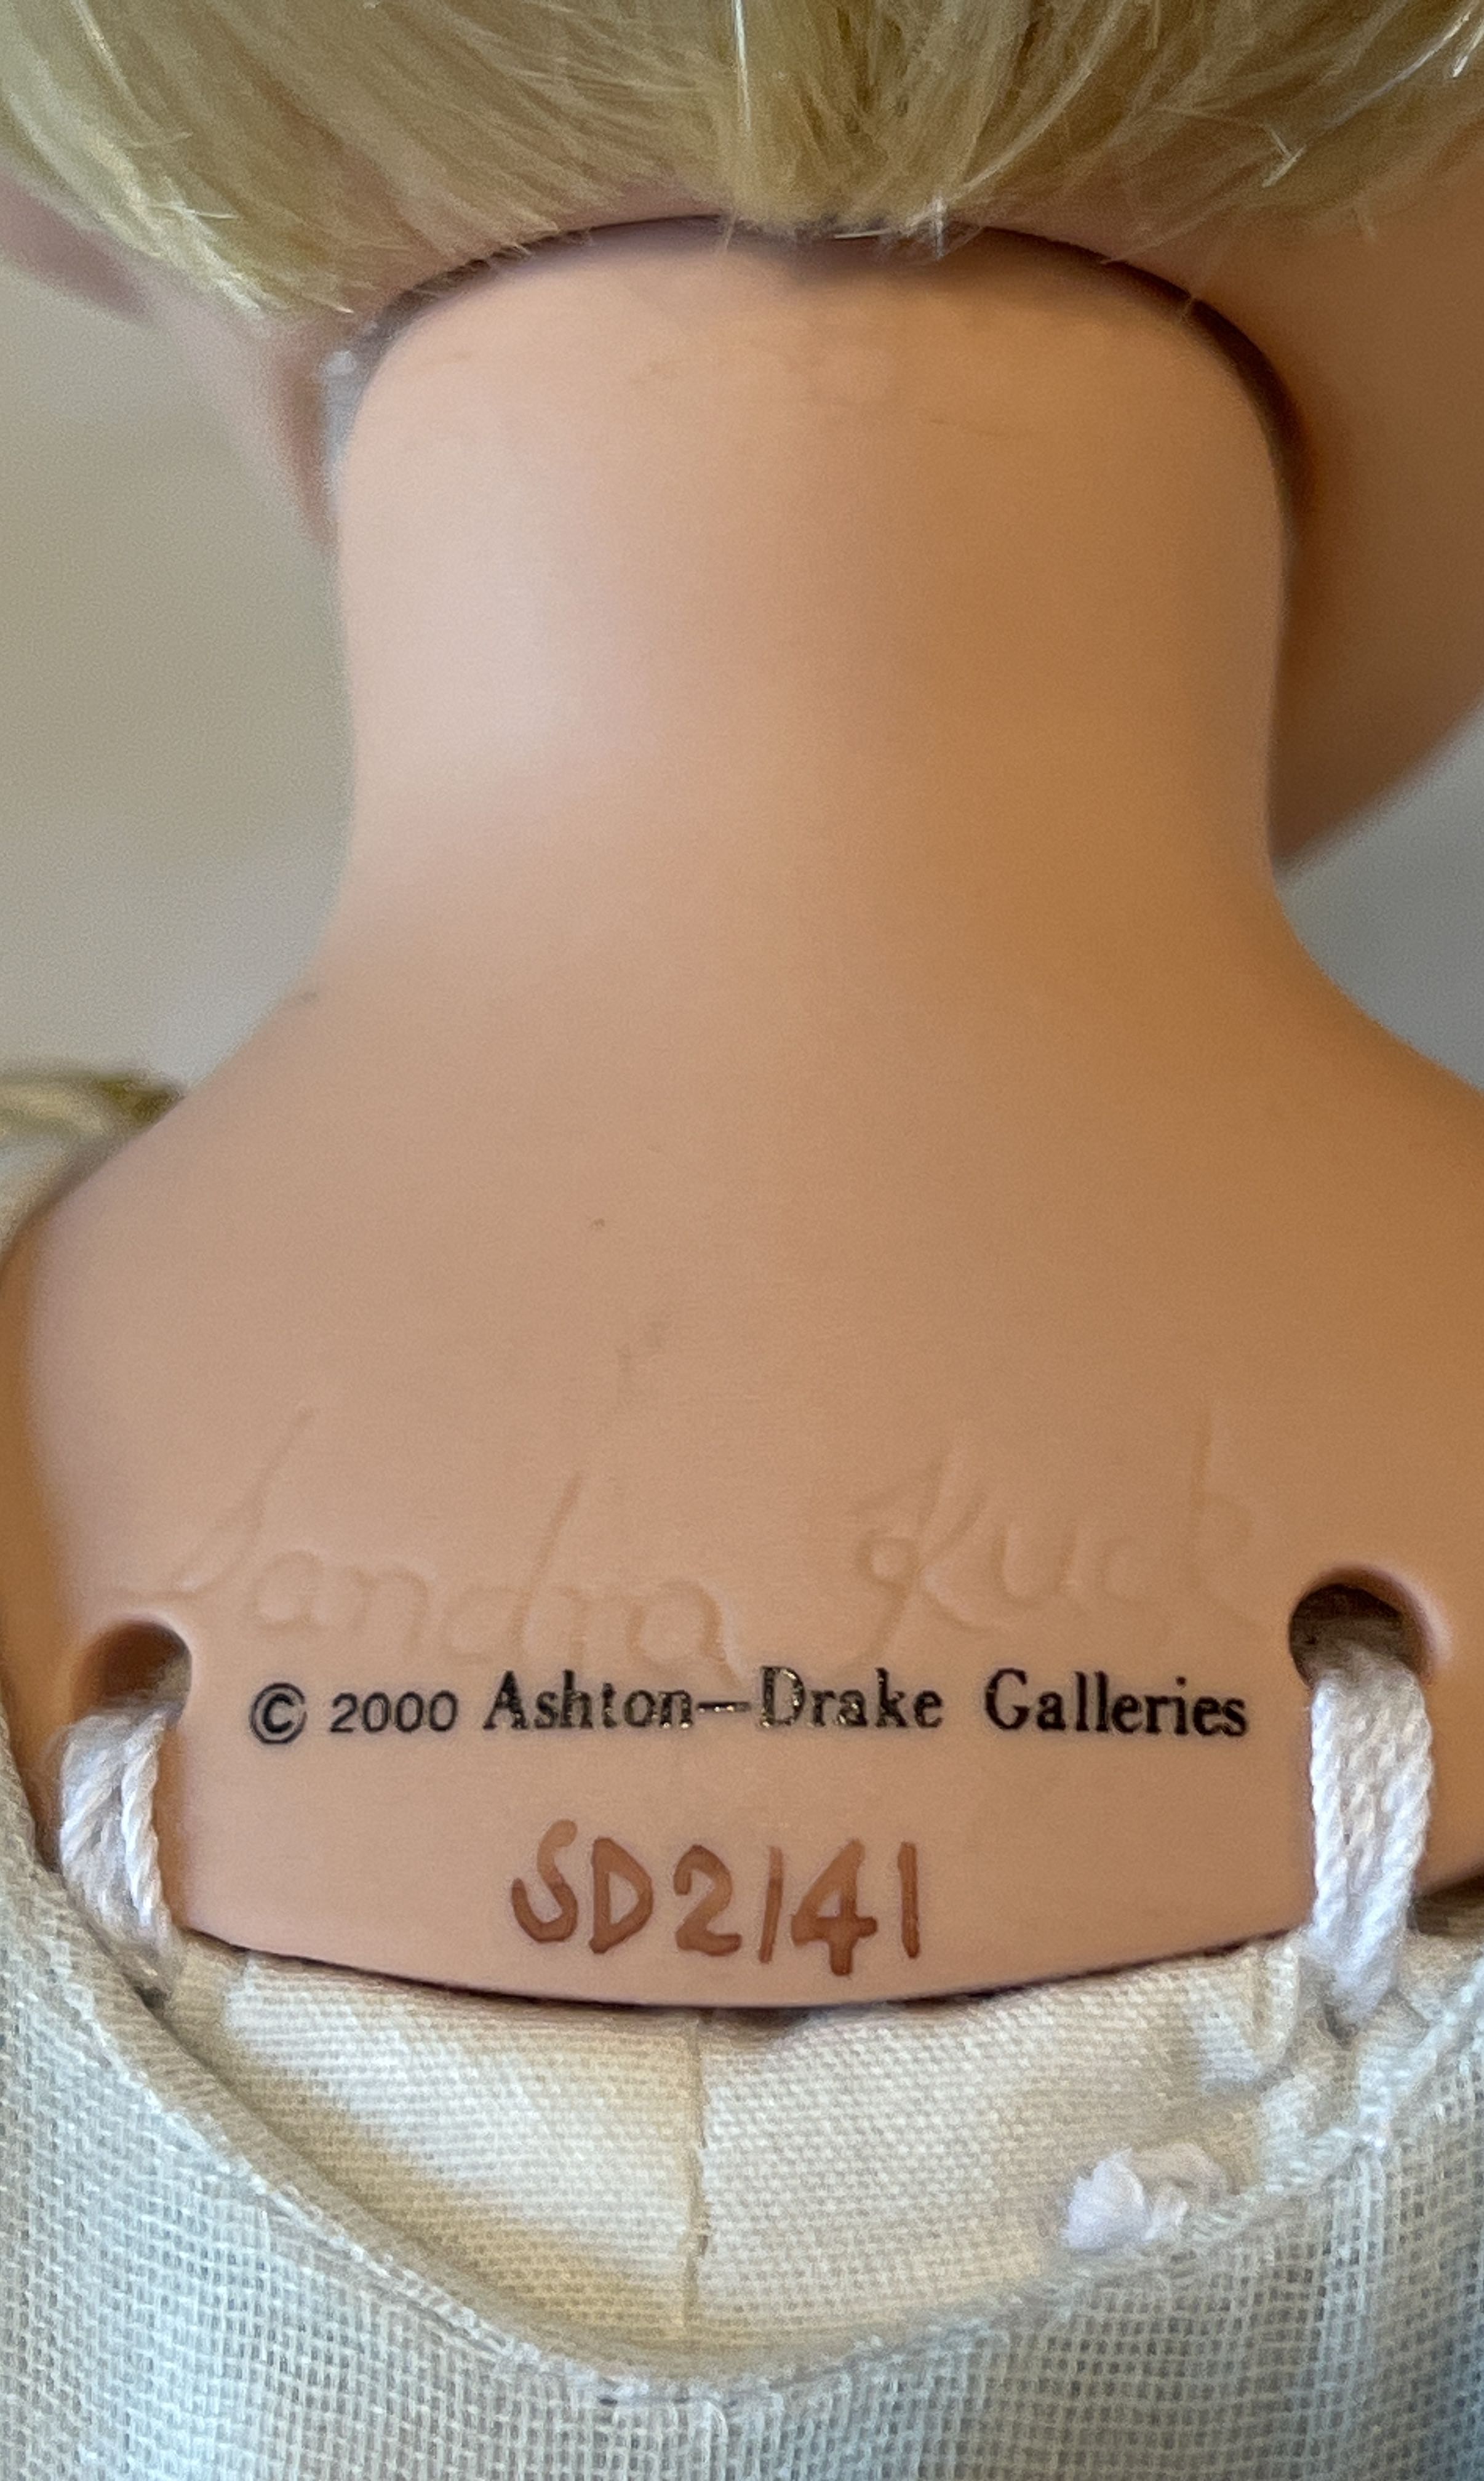 Sandra Kuck
© 2000 Ashton-Drake Galleries
SD2141